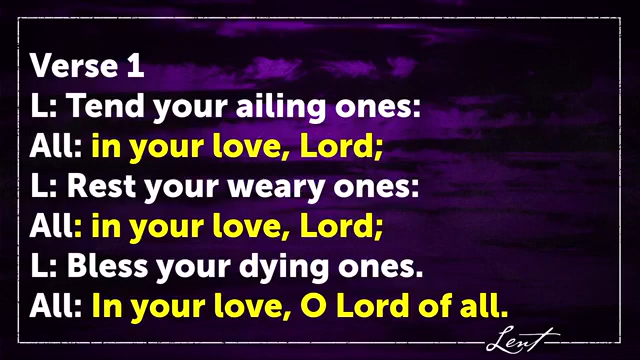 Verse 1
L: Tend your ailing ones:
All: in your love, Lord;
L: Rest your weary ones:
All: in your love, Lord;
L: Bless your dying ones.
All: In your love, O Lord of all.
Lent